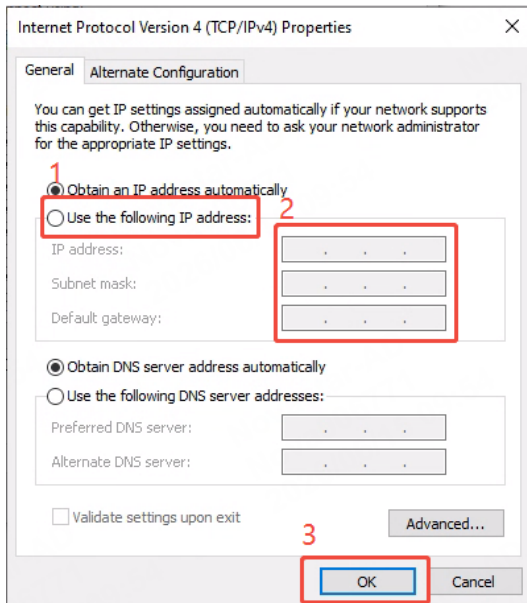 Internet Protocol Version 4 (TCP/IPv4) Properties
General
Alternate Configuration
You can get IP settings assigned automatically if your network supports
this capability. Otherwise, you need to ask your network administrator
for the appropriate IP settings.
1
Obtain an IP address automatically
Use the following IP address:
2
IP address:
Subnet mask:
Default gateway:
Obtain DNS server address automatically
Use the following DNS server addresses:
Preferred DNS server:
Alternate DNS server:
Validate settings upon exit
Advanced...
3
OK
Cancel